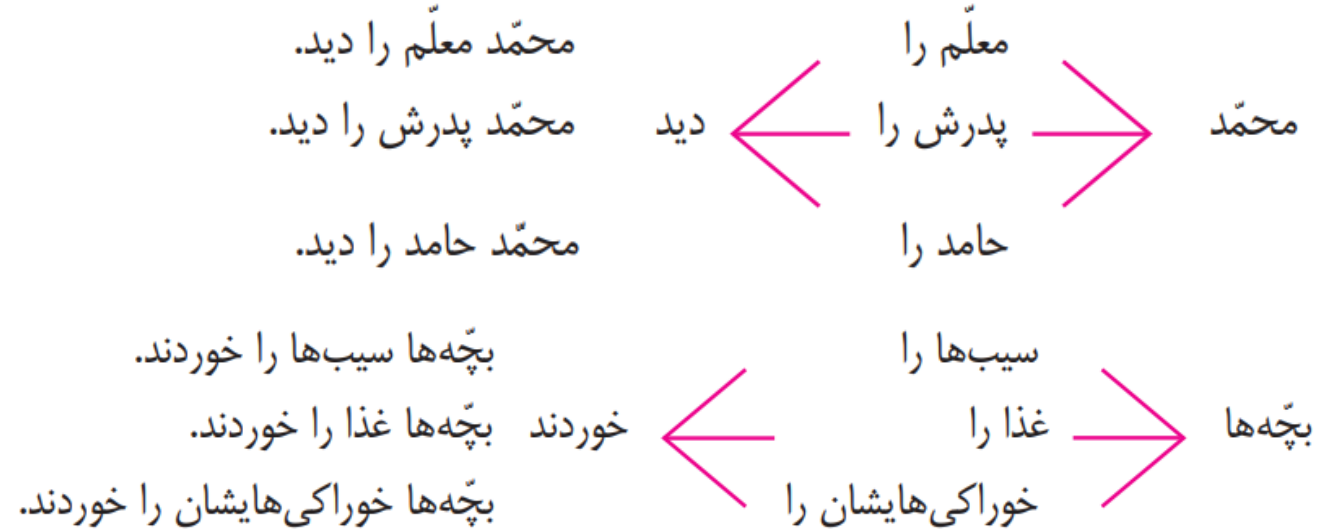 معلّم را محمّد معلّم را دید.
محمّد پدرش را دید محمّد پدرش را دید.
حامد را محمّد حامد را دید.
سیب‌ها را بچّه‌ها سیب‌ها را خوردند.
بچّه‌ها غذا را خوردند بچّه‌ها غذا را خوردند.
خوراکی‌هایشان را بچّه‌ها خوراکی‌هایشان را خوردند.